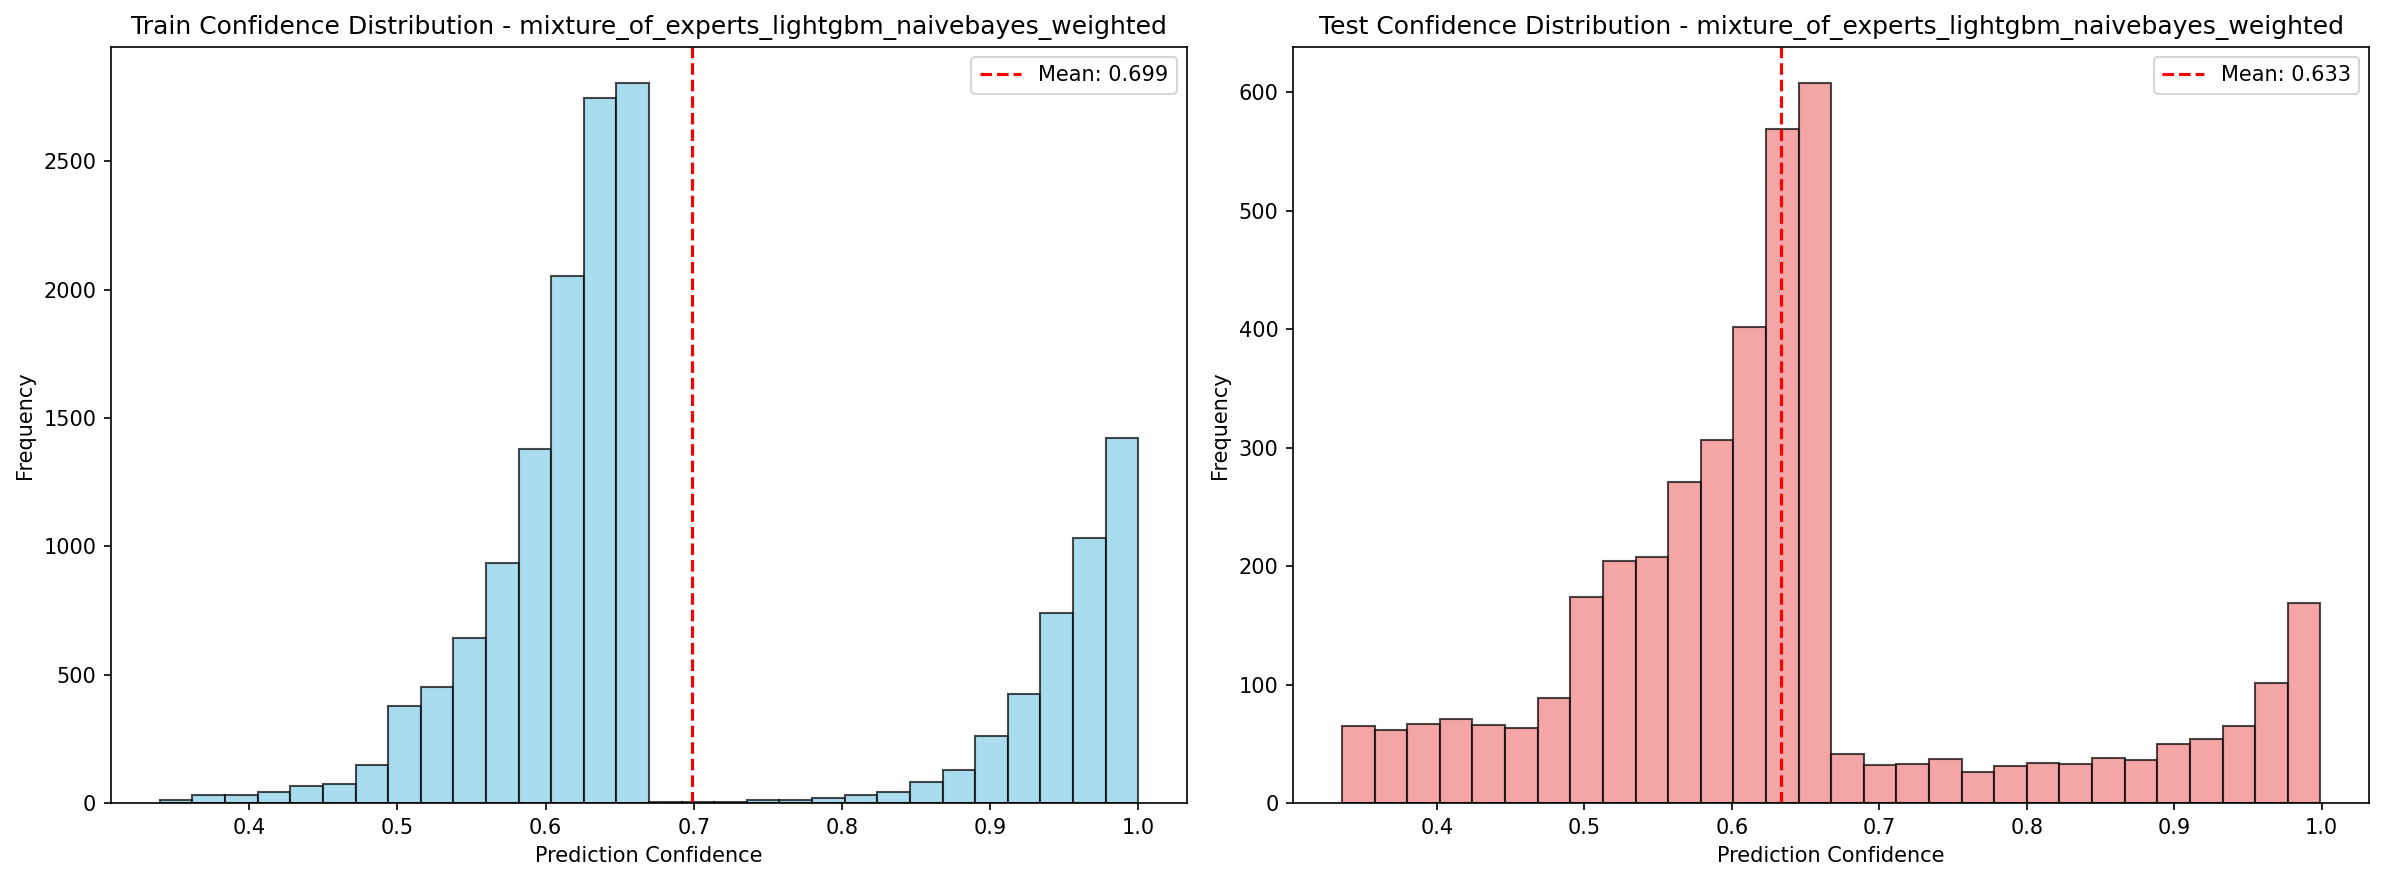 Train Confidence Distribution - mixture_of_experts_lightgbm_naivebayes_weighted
Mean: 0.699
Frequency
2500
2000
1500
1000
500
0
0.4 0.5 0.6 0.7 0.8 0.9 1.0
Prediction Confidence
Test Confidence Distribution - mixture_of_experts_lightgbm_naivebayes_weighted
Mean: 0.633
Frequency
600
500
400
300
200
100
0
0.4 0.5 0.6 0.7 0.8 0.9 1.0
Prediction Confidence